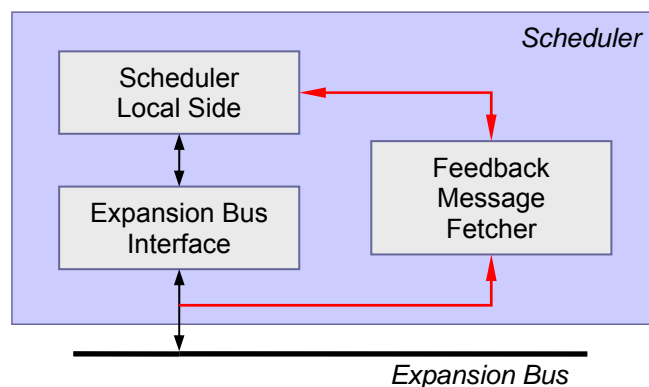 Scheduler
Scheduler
Local Side
Feedback
Message
Fetcher
Expansion Bus
Interface
Expansion Bus